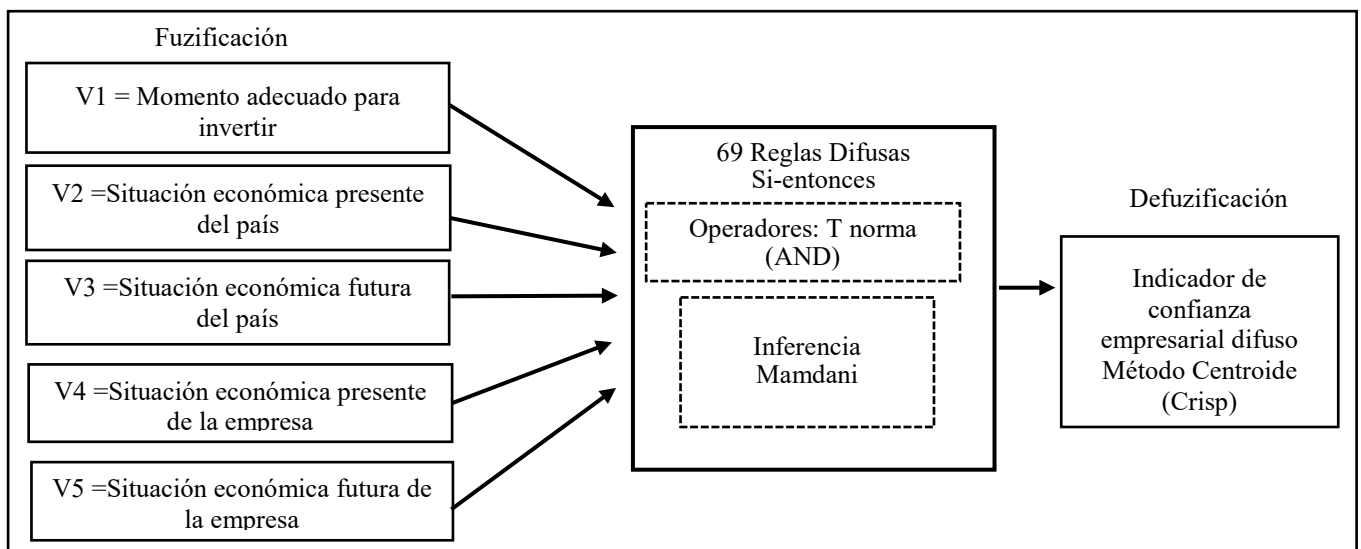 Fuzificación
V1 = Momento adecuado para
invertir
V2 =Situación económica presente
del país
V3 =Situación económica futura
del país
V4 =Situación económica presente
de la empresa
V5 =Situación económica futura de
la empresa
69 Reglas Difusas
Si-entonces
Operadores: T norma
(AND)
Inferencia
Mamdani
Defuzificación
Indicador de
confianza
empresarial difuso
Método Centroide
(Crisp)